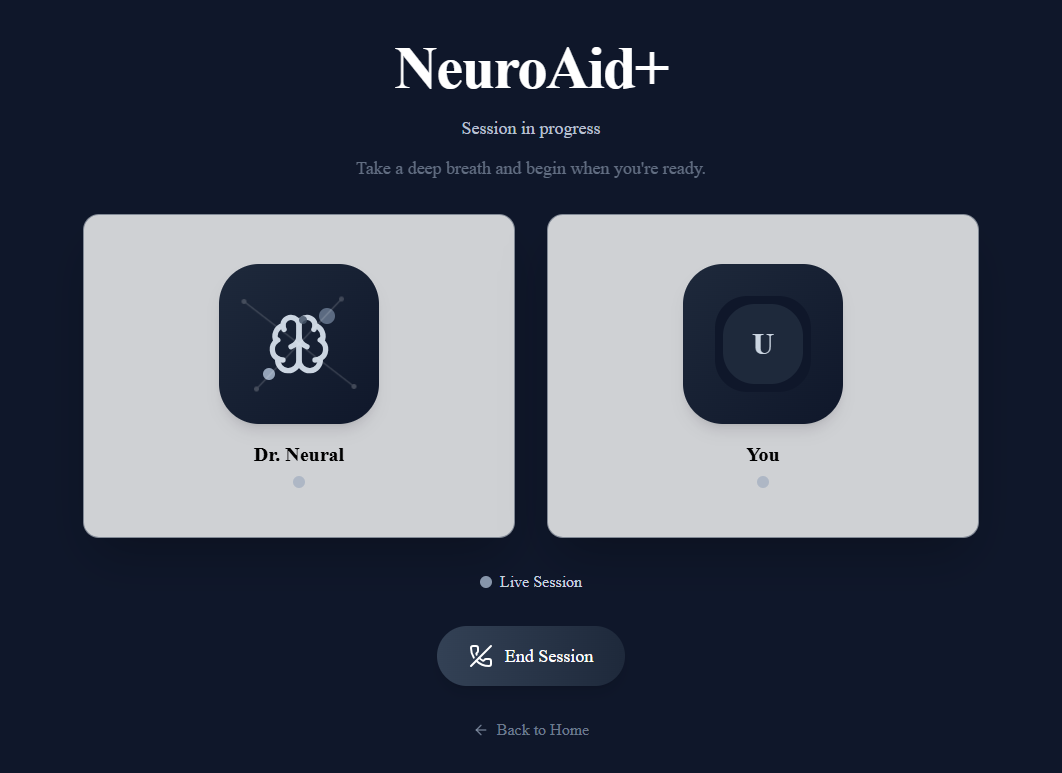 NeuroAid+
Session in progress
Take a deep breath and begin when you're ready.
Dr. Neural
U
You
Live Session
End Session
Back to Home